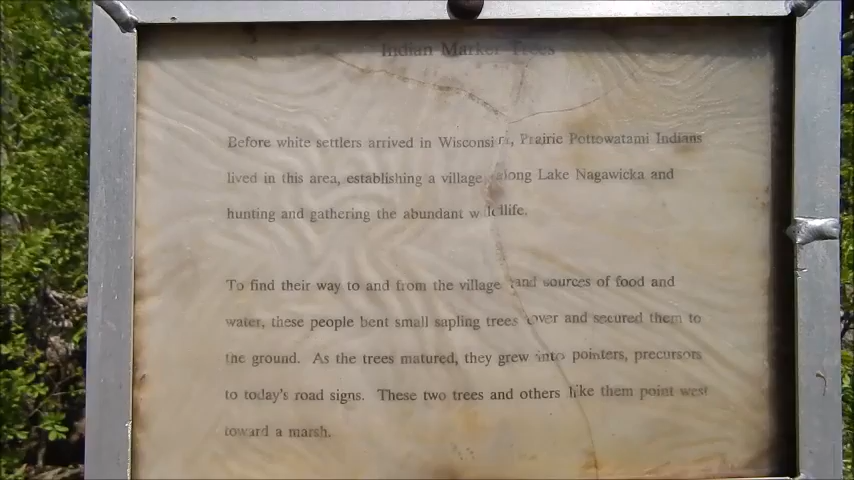 Indian Marker Trees
Before white settlers arrived in Wisconsin, Prairie Pottowatami Indians
lived in this area, establishing a village along Lake Nagawicka and
hunting and gathering the abundant wildlife.
To find their way to and from the village and sources of food and
water, these people bent small sapling trees over and secured them to
the ground. As the trees matured, they grew into pointers, precursors
to today's road signs. These two trees and others like them point west
toward a marsh.